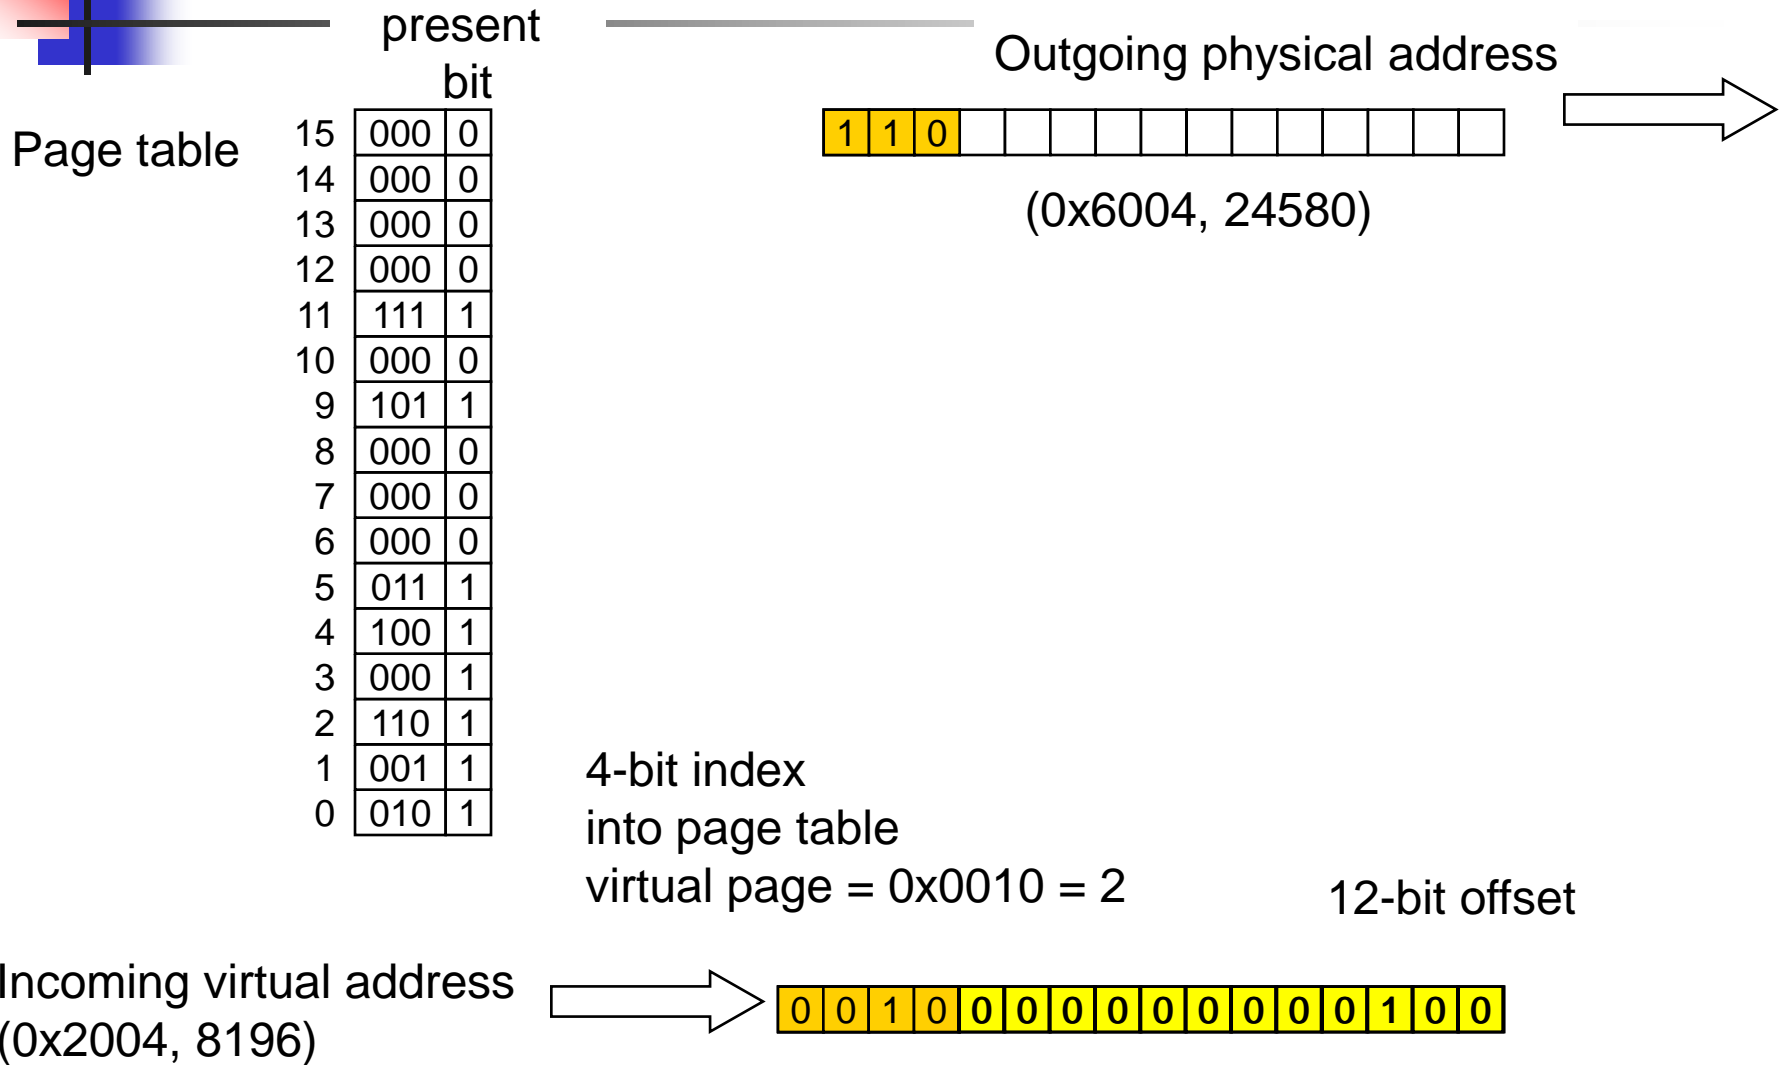 present
bit
Outgoing physical address
Page table
15 000 0
1 1 0
14 000 0
13 000 0
(0x6004, 24580)
12 000 0
11 111 1
10 000 0
9 101 1
8 000 0
7 000 0
6 000 0
5 011 1
4 100 1
3 000 1
2 110 1
1 001 1
0 010 1
4-bit index
into page table
virtual page = 0x0010 = 2
12-bit offset
Incoming virtual address
(0x2004, 8196)
0 0 1 0 0 0 0 0 0 0 0 0 0 1 0 0